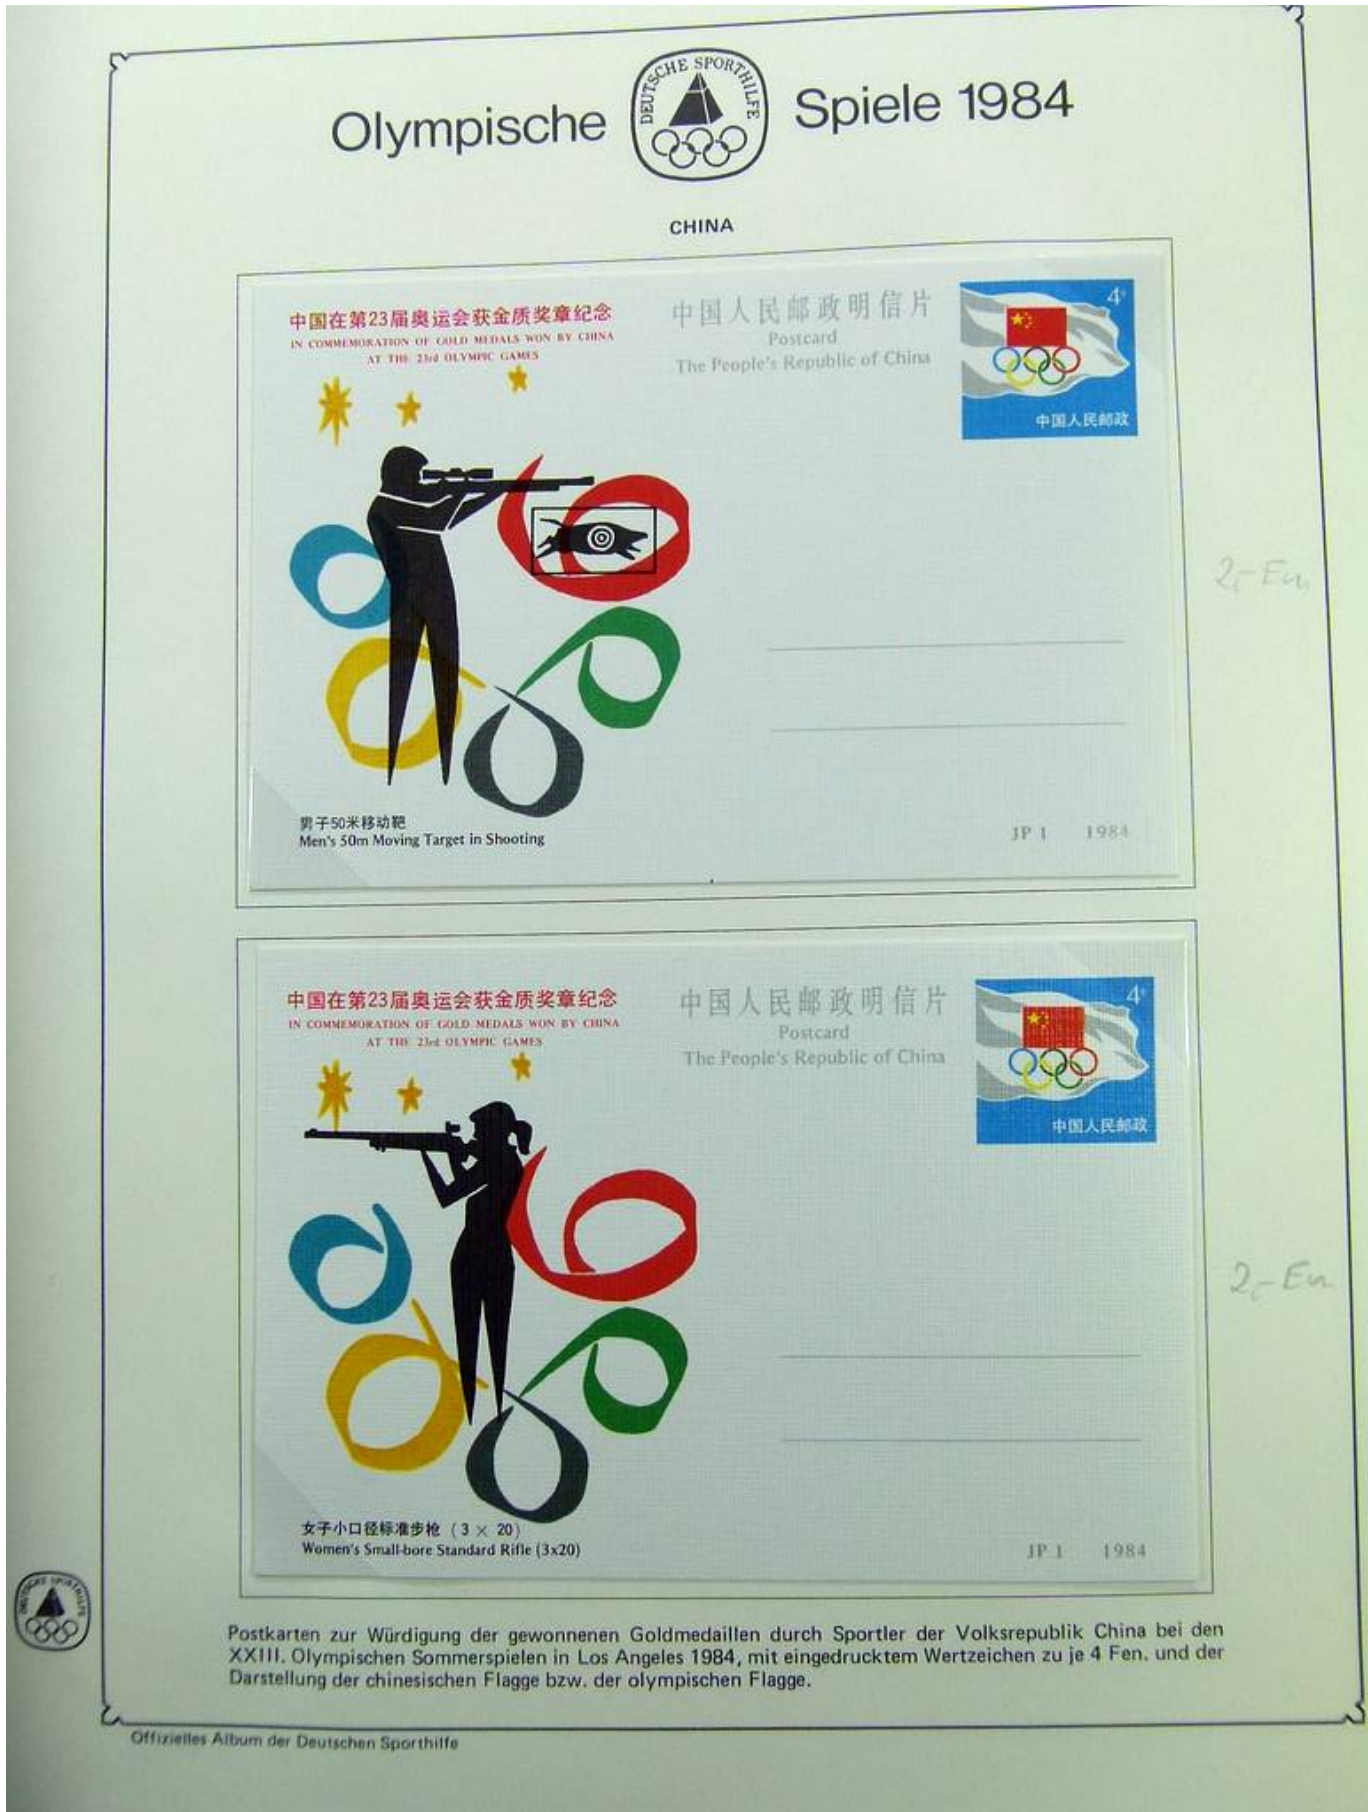 Olympische Spiele 1984
DEUTSCHE SPORTHILFE
CHINA
中国在第23届奥运会获金质奖章纪念
IN COMMEMORATION OF GOLD MEDALS WON BY CHINA
AT THE 23rd OLYMPIC GAMES
中国人民邮政明信片
Postcard
The People's Republic of China
4
中国人民邮政
男子50米移动靶
Men's 50m Moving Target in Shooting
JP 1 1984
2,-
中国在第23届奥运会获金质奖章纪念
IN COMMEMORATION OF GOLD MEDALS WON BY CHINA
AT THE 23rd OLYMPIC GAMES
中国人民邮政明信片
Postcard
The People's Republic of China
4
中国人民邮政
女子小口径标准步枪 (3 × 20)
Women's Small-bore Standard Rifle (3x20)
JP 1 1984
2,-
DEUTSCHE SPORTHILFE
Postkarten zur Würdigung der gewonnenen Goldmedaillen durch Sportler der Volksrepublik China bei den
XXIII. Olympischen Sommerspielen in Los Angeles 1984, mit eingedrucktem Wertzeichen zu je 4 Fen. und der
Darstellung der chinesischen Flagge bzw. der olympischen Flagge.
Offizielles Album der Deutschen Sporthilfe